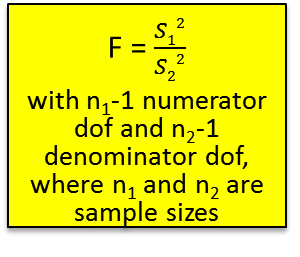 F = S₁²/S₂²
with n₁-1 numerator
dof and n₂-1
denominator dof,
where n₁ and n₂ are
sample sizes